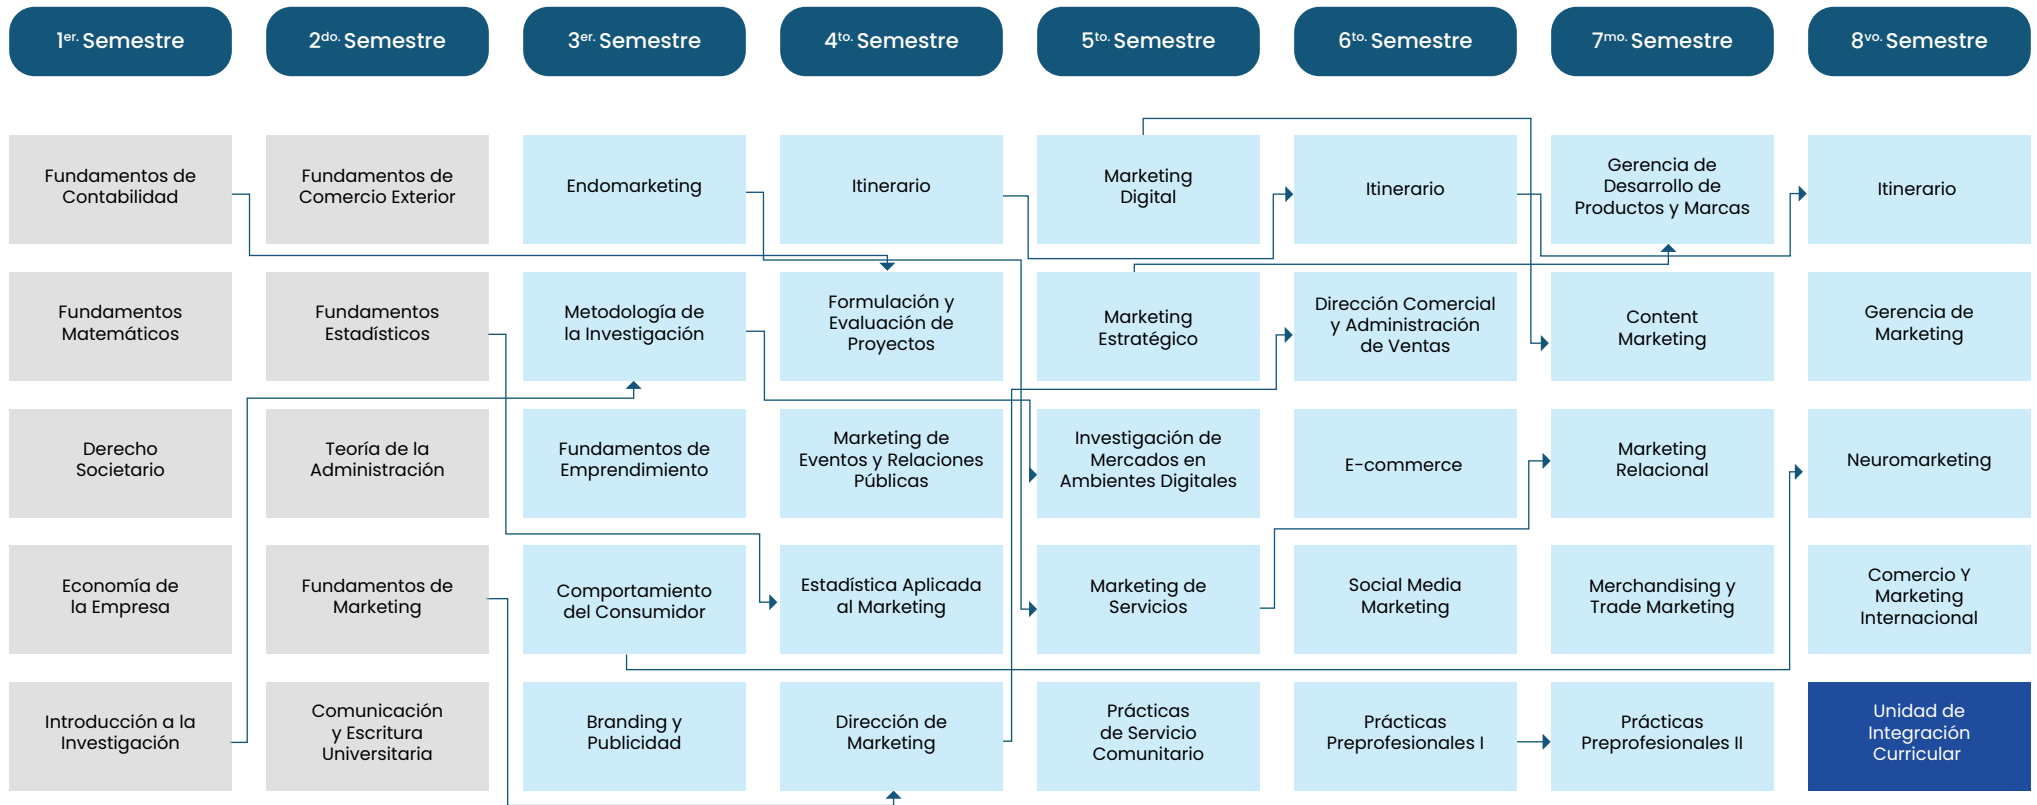 1er. Semestre
2do. Semestre
3er. Semestre
4to. Semestre
5to. Semestre
6to. Semestre
7mo. Semestre
8vo. Semestre
Fundamentos de
Contabilidad
Fundamentos de
Comercio Exterior
Endomarketing
Itinerario
Marketing
Digital
Itinerario
Gerencia de
Desarrollo de
Productos y Marcas
Itinerario
Fundamentos
Matemáticos
Fundamentos
Estadísticos
Metodología de
la Investigación
Formulación y
Evaluación de
Proyectos
Marketing
Estratégico
Dirección Comercial
y Administración
de Ventas
Content
Marketing
Gerencia de
Marketing
Derecho
Societario
Teoría de la
Administración
Fundamentos de
Emprendimiento
Marketing de
Eventos y Relaciones
Públicas
Investigación de
Mercados en
Ambientes Digitales
E-commerce
Marketing
Relacional
Neuromarketing
Economía de
la Empresa
Fundamentos de
Marketing
Comportamiento
del Consumidor
Estadística Aplicada
al Marketing
Marketing de
Servicios
Social Media
Marketing
Merchandising y
Trade Marketing
Comercio Y
Marketing
Internacional
Introducción a la
Investigación
Comunicación
y Escritura
Universitaria
Branding y
Publicidad
Dirección de
Marketing
Prácticas
de Servicio
Comunitario
Prácticas
Preprofesionales I
Prácticas
Preprofesionales II
Unidad de
Integración
Curricular